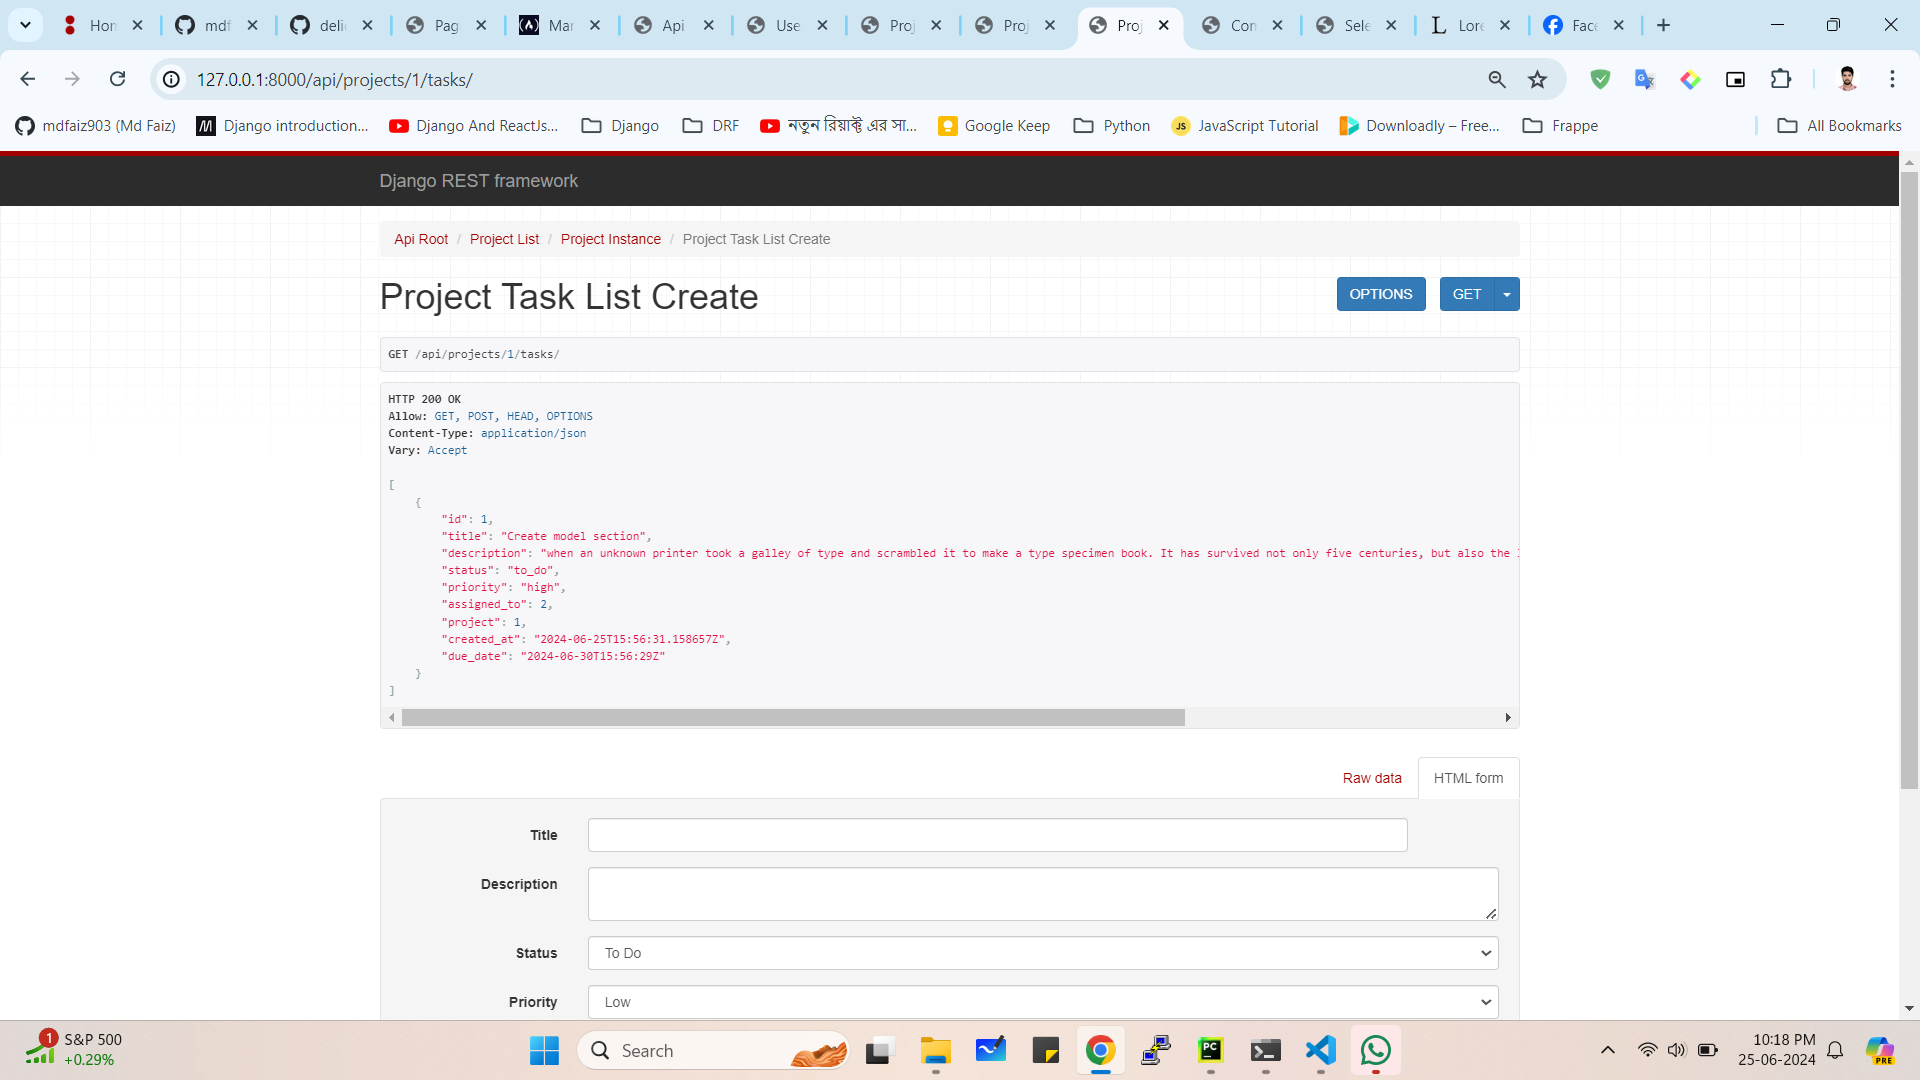 Hon
mdf
deli
Pag
Mar
Api
Use
Proj
Proj
Proj
Con
Sele
Lore
Face
127.0.0.1:8000/api/projects/1/tasks/
mdfaiz903 (Md Faiz)
Django introduction...
Django And ReactJs...
Django
DRF
নতুন রিয়াক্ট এর সা...
Google Keep
Python
JS JavaScript Tutorial
Downloadly – Free...
Frappe
All Bookmarks
Django REST framework
Api Root / Project List / Project Instance / Project Task List Create
Project Task List Create
OPTIONS
GET
GET /api/projects/1/tasks/
HTTP 200 OK
Allow: GET, POST, HEAD, OPTIONS
Content-Type: application/json
Vary: Accept
[
{
"id": 1,
"title": "Create model section",
"description": "when an unknown printer took a galley of type and scrambled it to make a type specimen book. It has survived not only five centuries, but also the
"status": "to_do",
"priority": "high",
"assigned_to": 2,
"project": 1,
"created_at": "2024-06-25T15:56:31.158657Z",
"due_date": "2024-06-30T15:56:29Z"
}
]
Raw data
HTML form
Title
Description
Status
To Do
Priority
Low
1
S&P 500
+0.29%
Search
PC
10:18 PM
25-06-2024
PRE